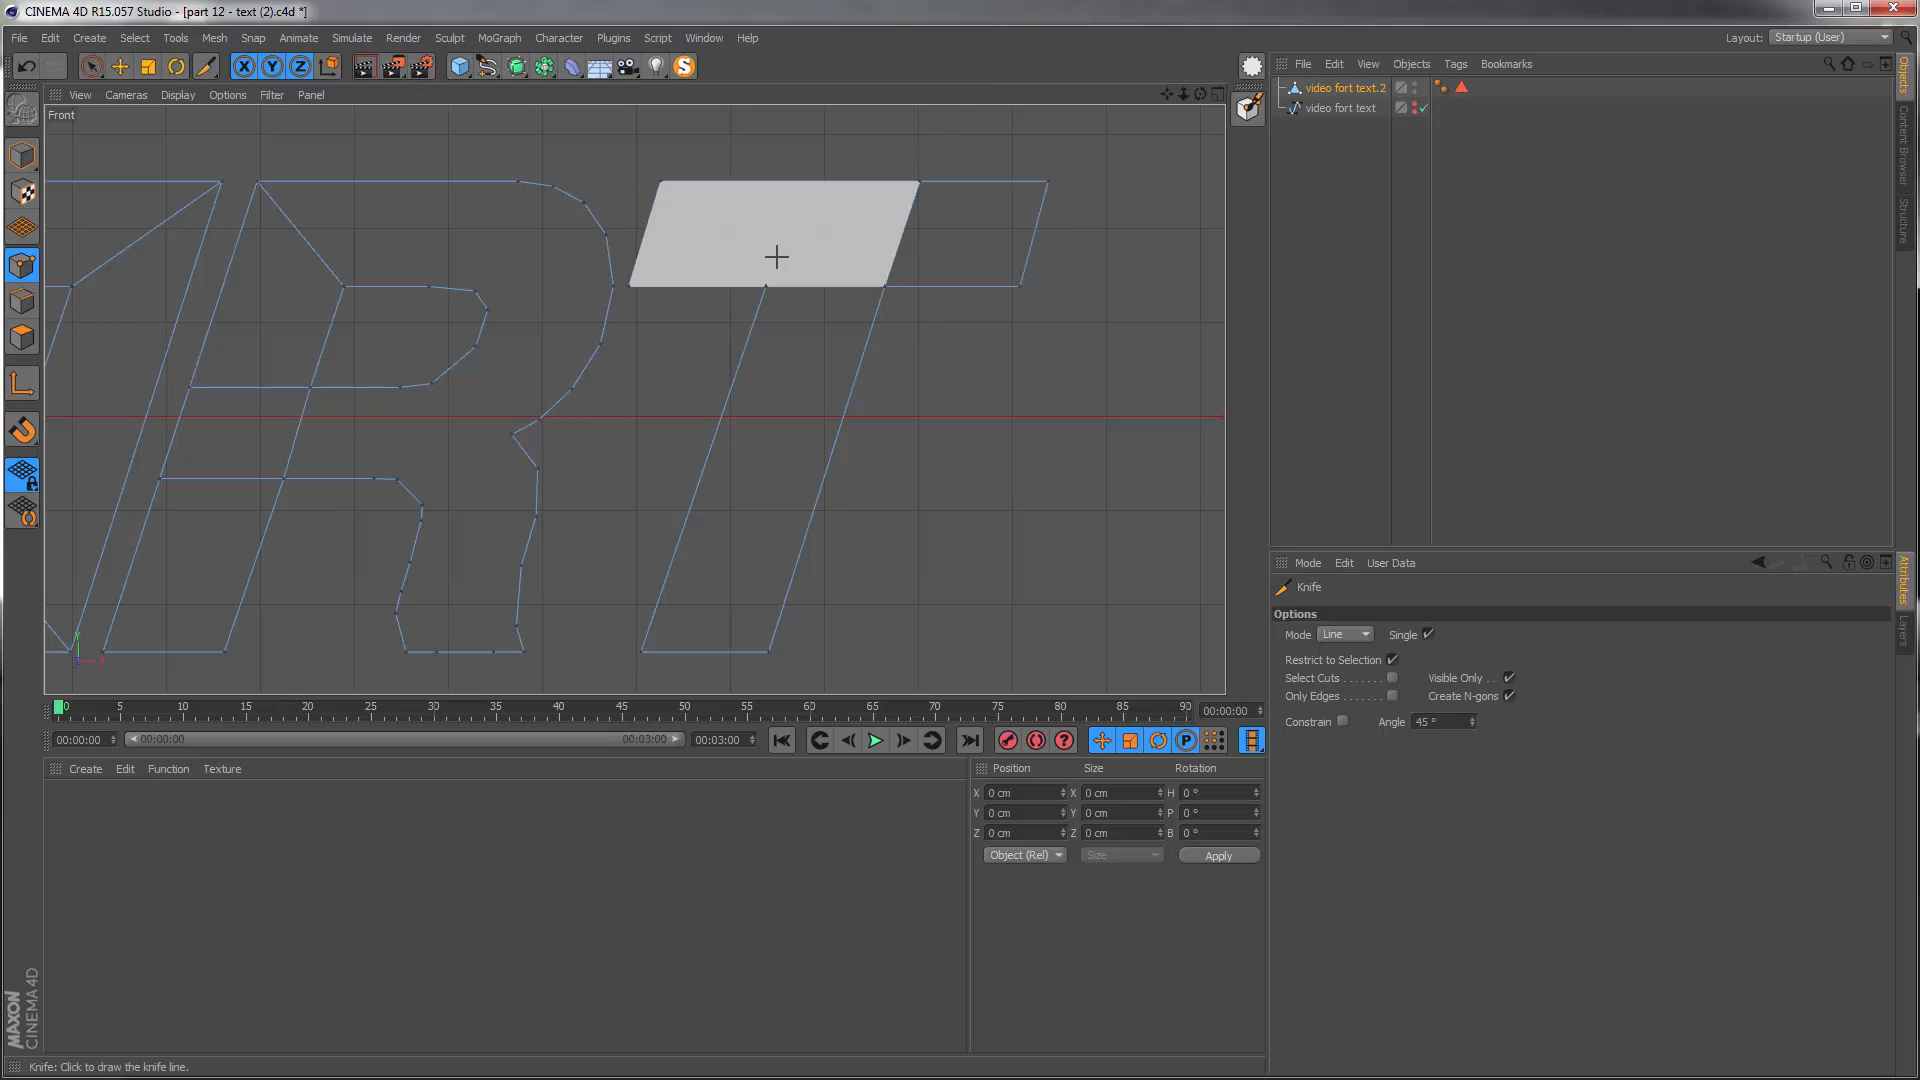 CINEMA 4D R15.057 Studio - [part 12 - text (2).c4d *]
File Edit Create Select Tools Mesh Snap Animate Simulate Render Sculpt MoGraph Character Plugins Script Window Help
Layout: Startup (User)
X Y Z
S
File Edit View Objects Tags Bookmarks
Objects
View Cameras Display Options Filter Panel
video fort text.2
Front
video fort text
Content Browser
Structure
Y
X
Mode Edit User Data
Attributes
Knife
Options
Mode Line Single
Layers
Restrict to Selection
Select Cuts . . . . . . . Visible Only . .
Only Edges . . . . . . . Create N-gons
0 5 10 15 20 25 30 35 40 45 50 55 60 65 70 75 80 85 90 00:00:00
Constrain Angle 45 °
00:00:00 00:00:00 00:03:00 00:03:00
P
Create Edit Function Texture
Position Size Rotation
X 0 cm X 0 cm H 0 °
Y 0 cm Y 0 cm P 0 °
Z 0 cm Z 0 cm B 0 °
Object (Rel) Size Apply
MAXON
CINEMA 4D
Knife: Click to draw the knife line.